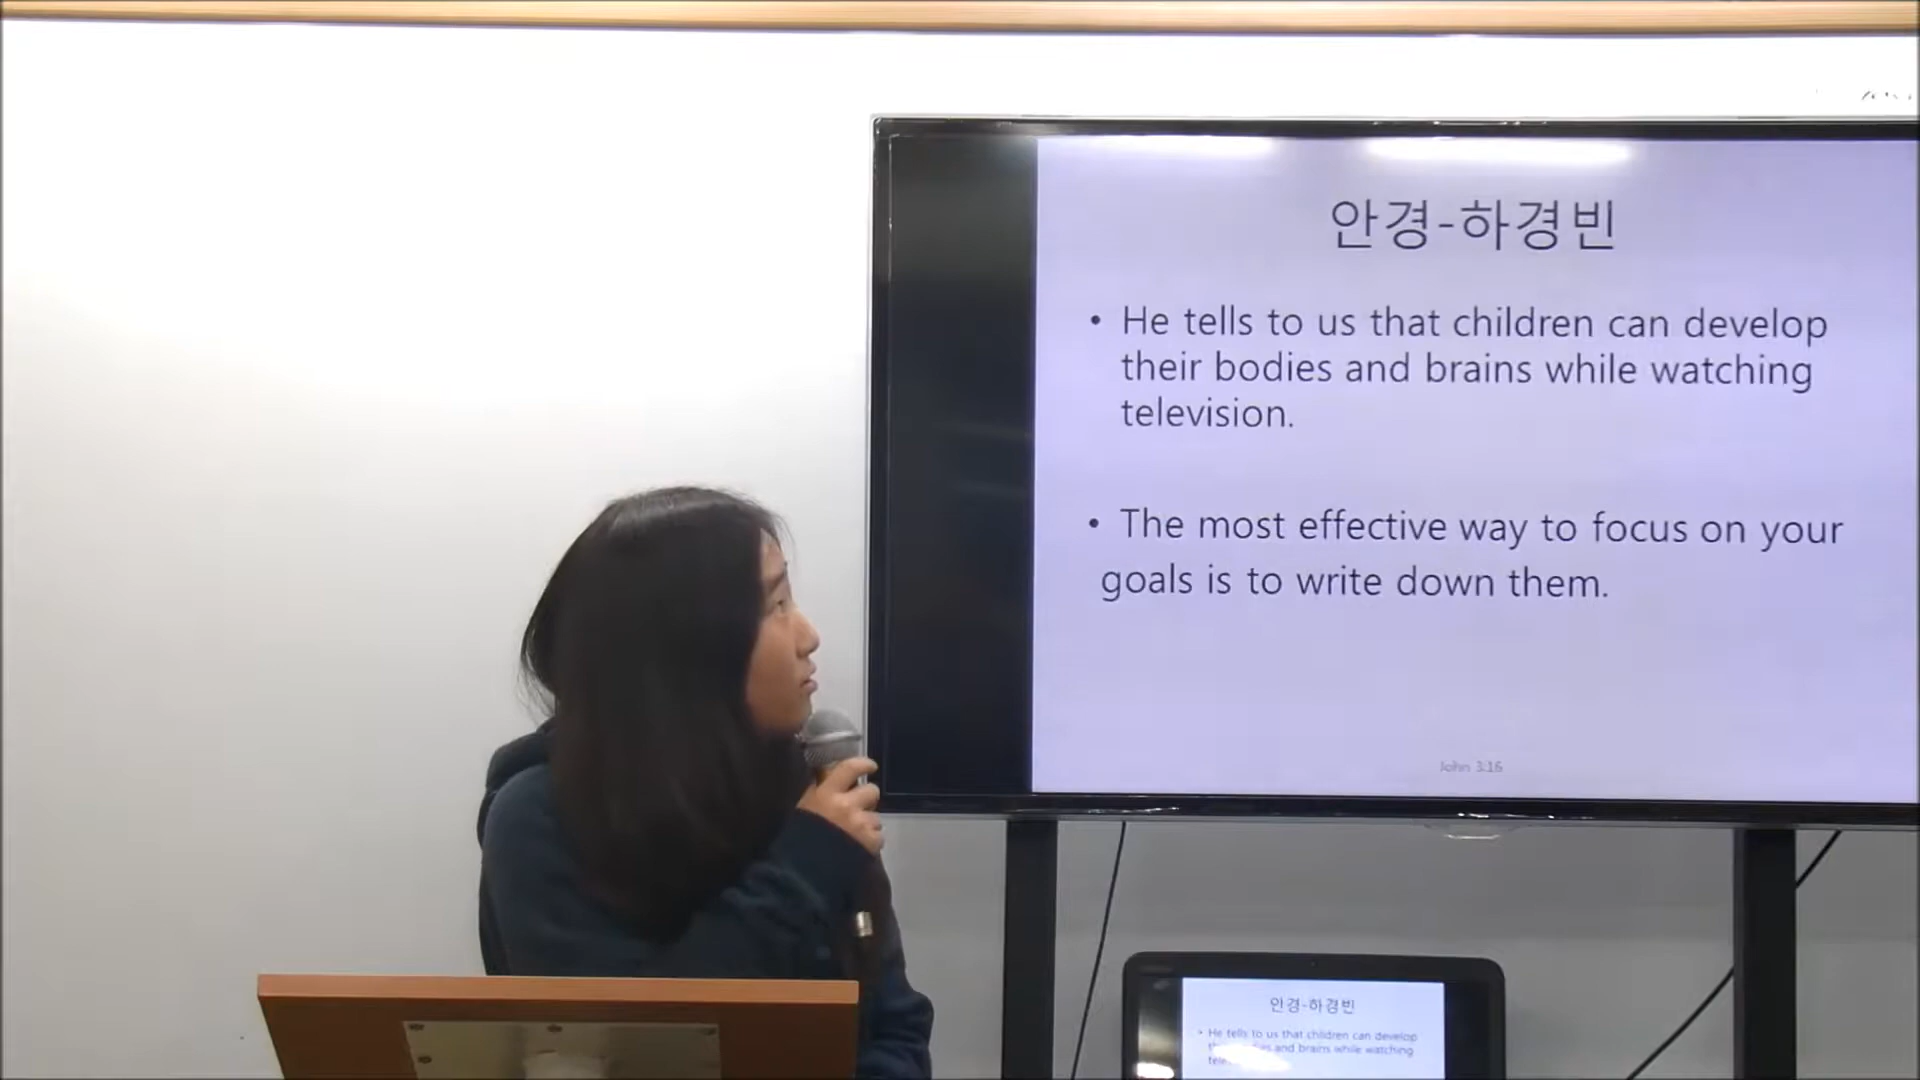 안경-하경빈
• He tells to us that children can develop
their bodies and brains while watching
television.
• The most effective way to focus on your
goals is to write down them.
John 3:16
안경-하경빈
• He tells to us that children can develop
and brains while watching